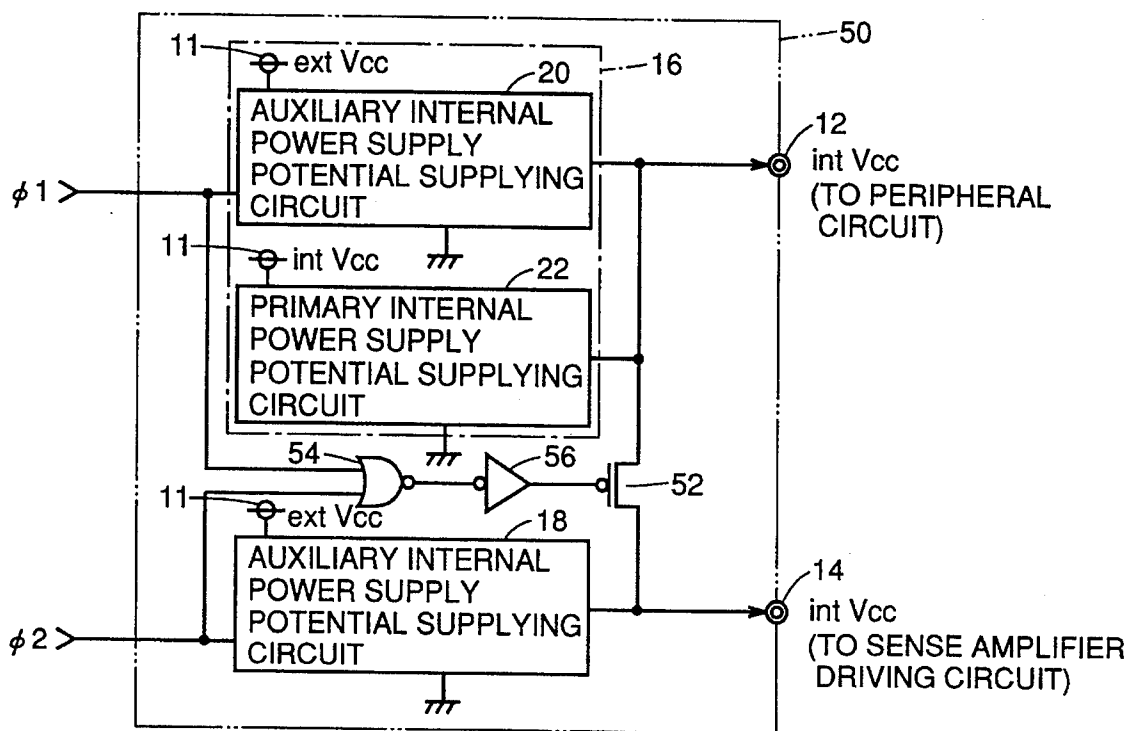 50
11
ext Vcc
16
20
AUXILIARY INTERNAL
POWER SUPPLY
POTENTIAL SUPPLYING
CIRCUIT
12
int Vcc
(TO PERIPHERAL
CIRCUIT)
φ1
11
int Vcc
22
PRIMARY INTERNAL
POWER SUPPLY
POTENTIAL SUPPLYING
CIRCUIT
54
56
52
11
ext Vcc
18
AUXILIARY INTERNAL
POWER SUPPLY
POTENTIAL SUPPLYING
CIRCUIT
14
int Vcc
(TO SENSE AMPLIFIER
DRIVING CIRCUIT)
φ2